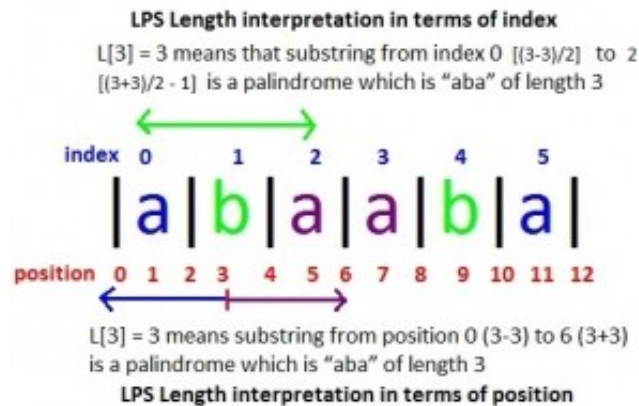 LPS Length interpretation in terms of index
L[3] = 3 means that substring from index 0 [(3-3)/2] to 2
[(3+3)/2 - 1] is a palindrome which is “aba” of length 3
index 0 1 2 3 4 5
|a|b|a|a|b|a|
position 0 1 2 3 4 5 6 7 8 9 10 11 12
L[3] = 3 means substring from position 0 (3-3) to 6 (3+3)
is a palindrome which is “aba” of length 3
LPS Length interpretation in terms of position